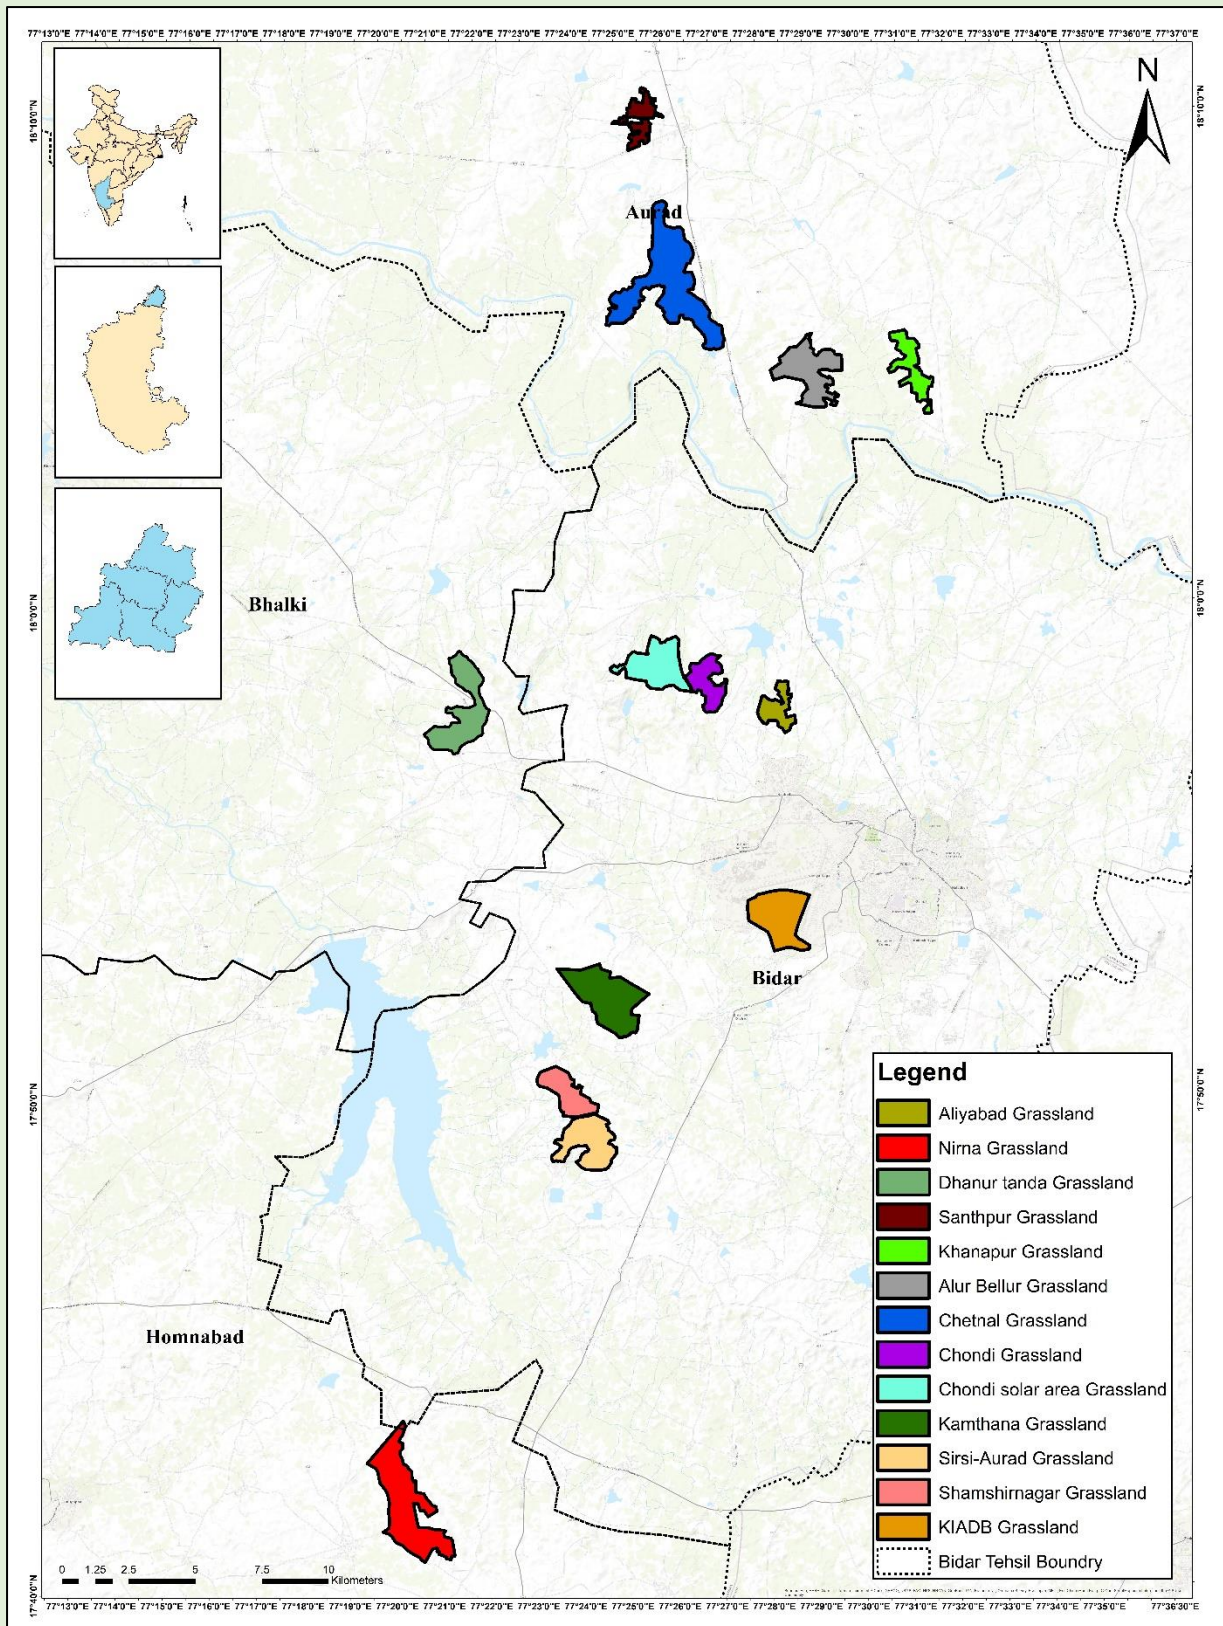 77°13'0"E 77°14'0"E 77°15'0"E 77°16'0"E 77°17'0"E 77°18'0"E 77°19'0"E 77°20'0"E 77°21'0"E 77°22'0"E 77°23'0"E 77°24'0"E 77°25'0"E 77°26'0"E 77°27'0"E 77°28'0"E 77°29'0"E 77°30'0"E 77°31'0"E 77°32'0"E 77°33'0"E 77°34'0"E 77°35'0"E 77°36'0"E 77°37'0"E
N
18°10'0"N
18°10'0"N
Aurad
18°0'0"N
Bhalki
18°0'0"N
Bidar
17°50'0"N
17°50'0"N
Homnabad
Legend
Aliyabad Grassland
Nirna Grassland
Dhanur tanda Grassland
Santhpur Grassland
Khanapur Grassland
Alur Bellur Grassland
Chetnal Grassland
Chondi Grassland
Chondi solar area Grassland
Kamthana Grassland
Sirsi-Aurad Grassland
Shamshirnagar Grassland
KIADB Grassland
Bidar Tehsil Boundry
0 1.25 2.5 5 7.5 10
Kilometers
17°40'0"N
77°13'0"E 77°14'0"E 77°15'0"E 77°16'0"E 77°17'0"E 77°18'0"E 77°19'0"E 77°20'0"E 77°21'0"E 77°22'0"E 77°23'0"E 77°24'0"E 77°25'0"E 77°26'0"E 77°27'0"E 77°28'0"E 77°29'0"E 77°30'0"E 77°31'0"E 77°32'0"E 77°33'0"E 77°34'0"E 77°35'0"E 77°36'30"E